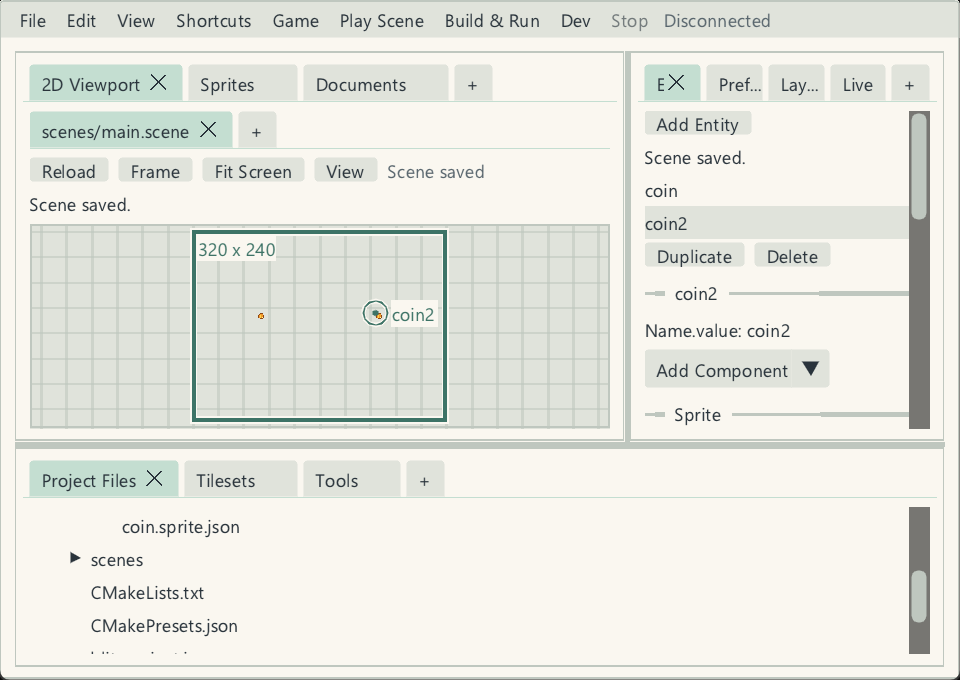 File Edit View Shortcuts Game Play Scene Build & Run Dev Stop Disconnected
2D Viewport Sprites Documents +
scenes/main.scene +
Reload Frame Fit Screen View Scene saved
Scene saved.
320 x 240
coin2
E Pref... Lay... Live +
Add Entity
Scene saved.
coin
coin2
Duplicate Delete
coin2
Name.value: coin2
Add Component
Sprite
Project Files Tilesets Tools +
coin.sprite.json
scenes
CMakeLists.txt
CMakePresets.json